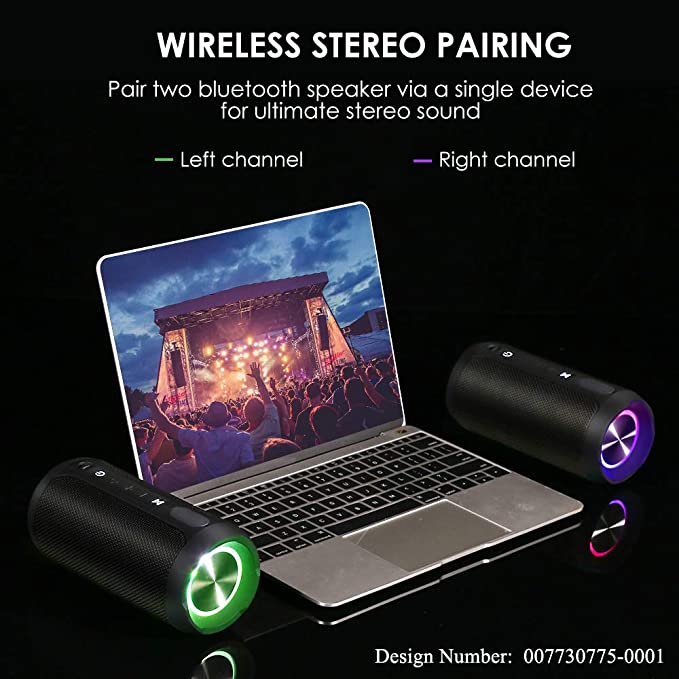 WIRELESS STEREO PAIRING
Pair two bluetooth speaker via a single device
for ultimate stereo sound
Left channel
Right channel
Design Number: 007730775-0001